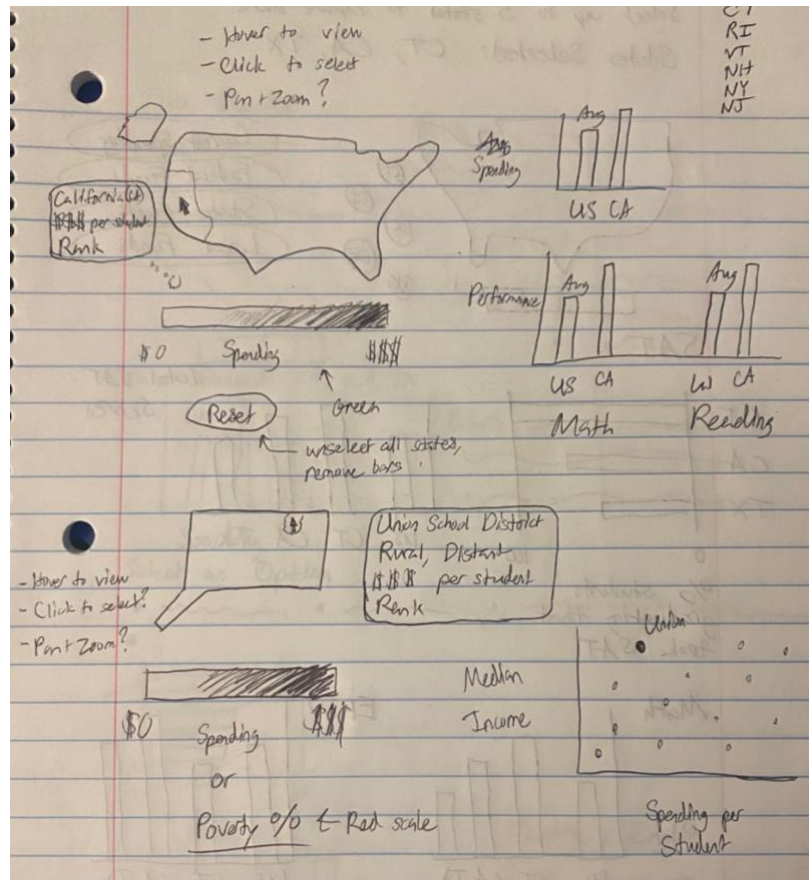 - Hover to view
- Click to select
- Pan + Zoom?
CT
RI
VT
NH
NY
NJ
California
$$$ per student
Rank
$0 Spending $$$
Green
Reset
unselect all states,
remove bars
Spending
Avg
US CA
Performance
Avg
Avg
US CA
US CA
Math
Reading
- Hover to view
- Click to select?
- Pan + Zoom?
Union School District
Rural, Distant
$$$ per student
Rank
$0 $$$
Spending
or
Poverty % ← Red scale
Median
Income
Union
Spending per
Student